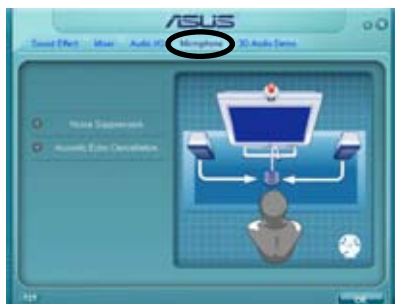 ASUS
Sound Effect Mixer Audio I/O Microphone 3D Audio Demo
Noise Suppression
Acoustic Echo Cancellation
OK